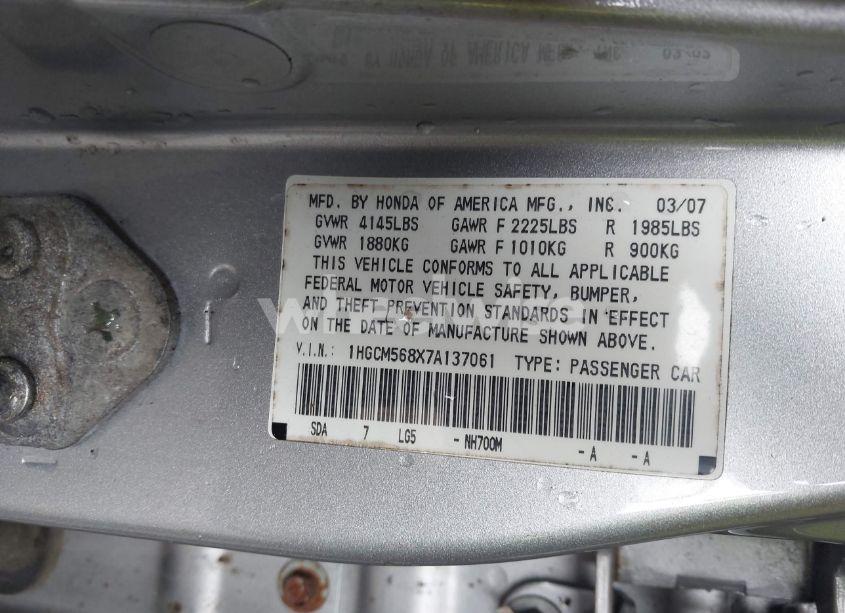 MFD. BY HONDA OF AMERICA MFG., INC. 03/07
GVWR 4145LBS GAWR F 2225LBS R 1985LBS
GVWR 1880KG GAWR F 1010KG R 900KG
THIS VEHICLE CONFORMS TO ALL APPLICABLE
FEDERAL MOTOR VEHICLE SAFETY, BUMPER,
AND THEFT PREVENTION STANDARDS IN EFFECT
ON THE DATE OF MANUFACTURE SHOWN ABOVE.
V.I.N.: 1HGCM568X7A137061 TYPE: PASSENGER CAR
SDA 7 LG5 - NH700M - A - A